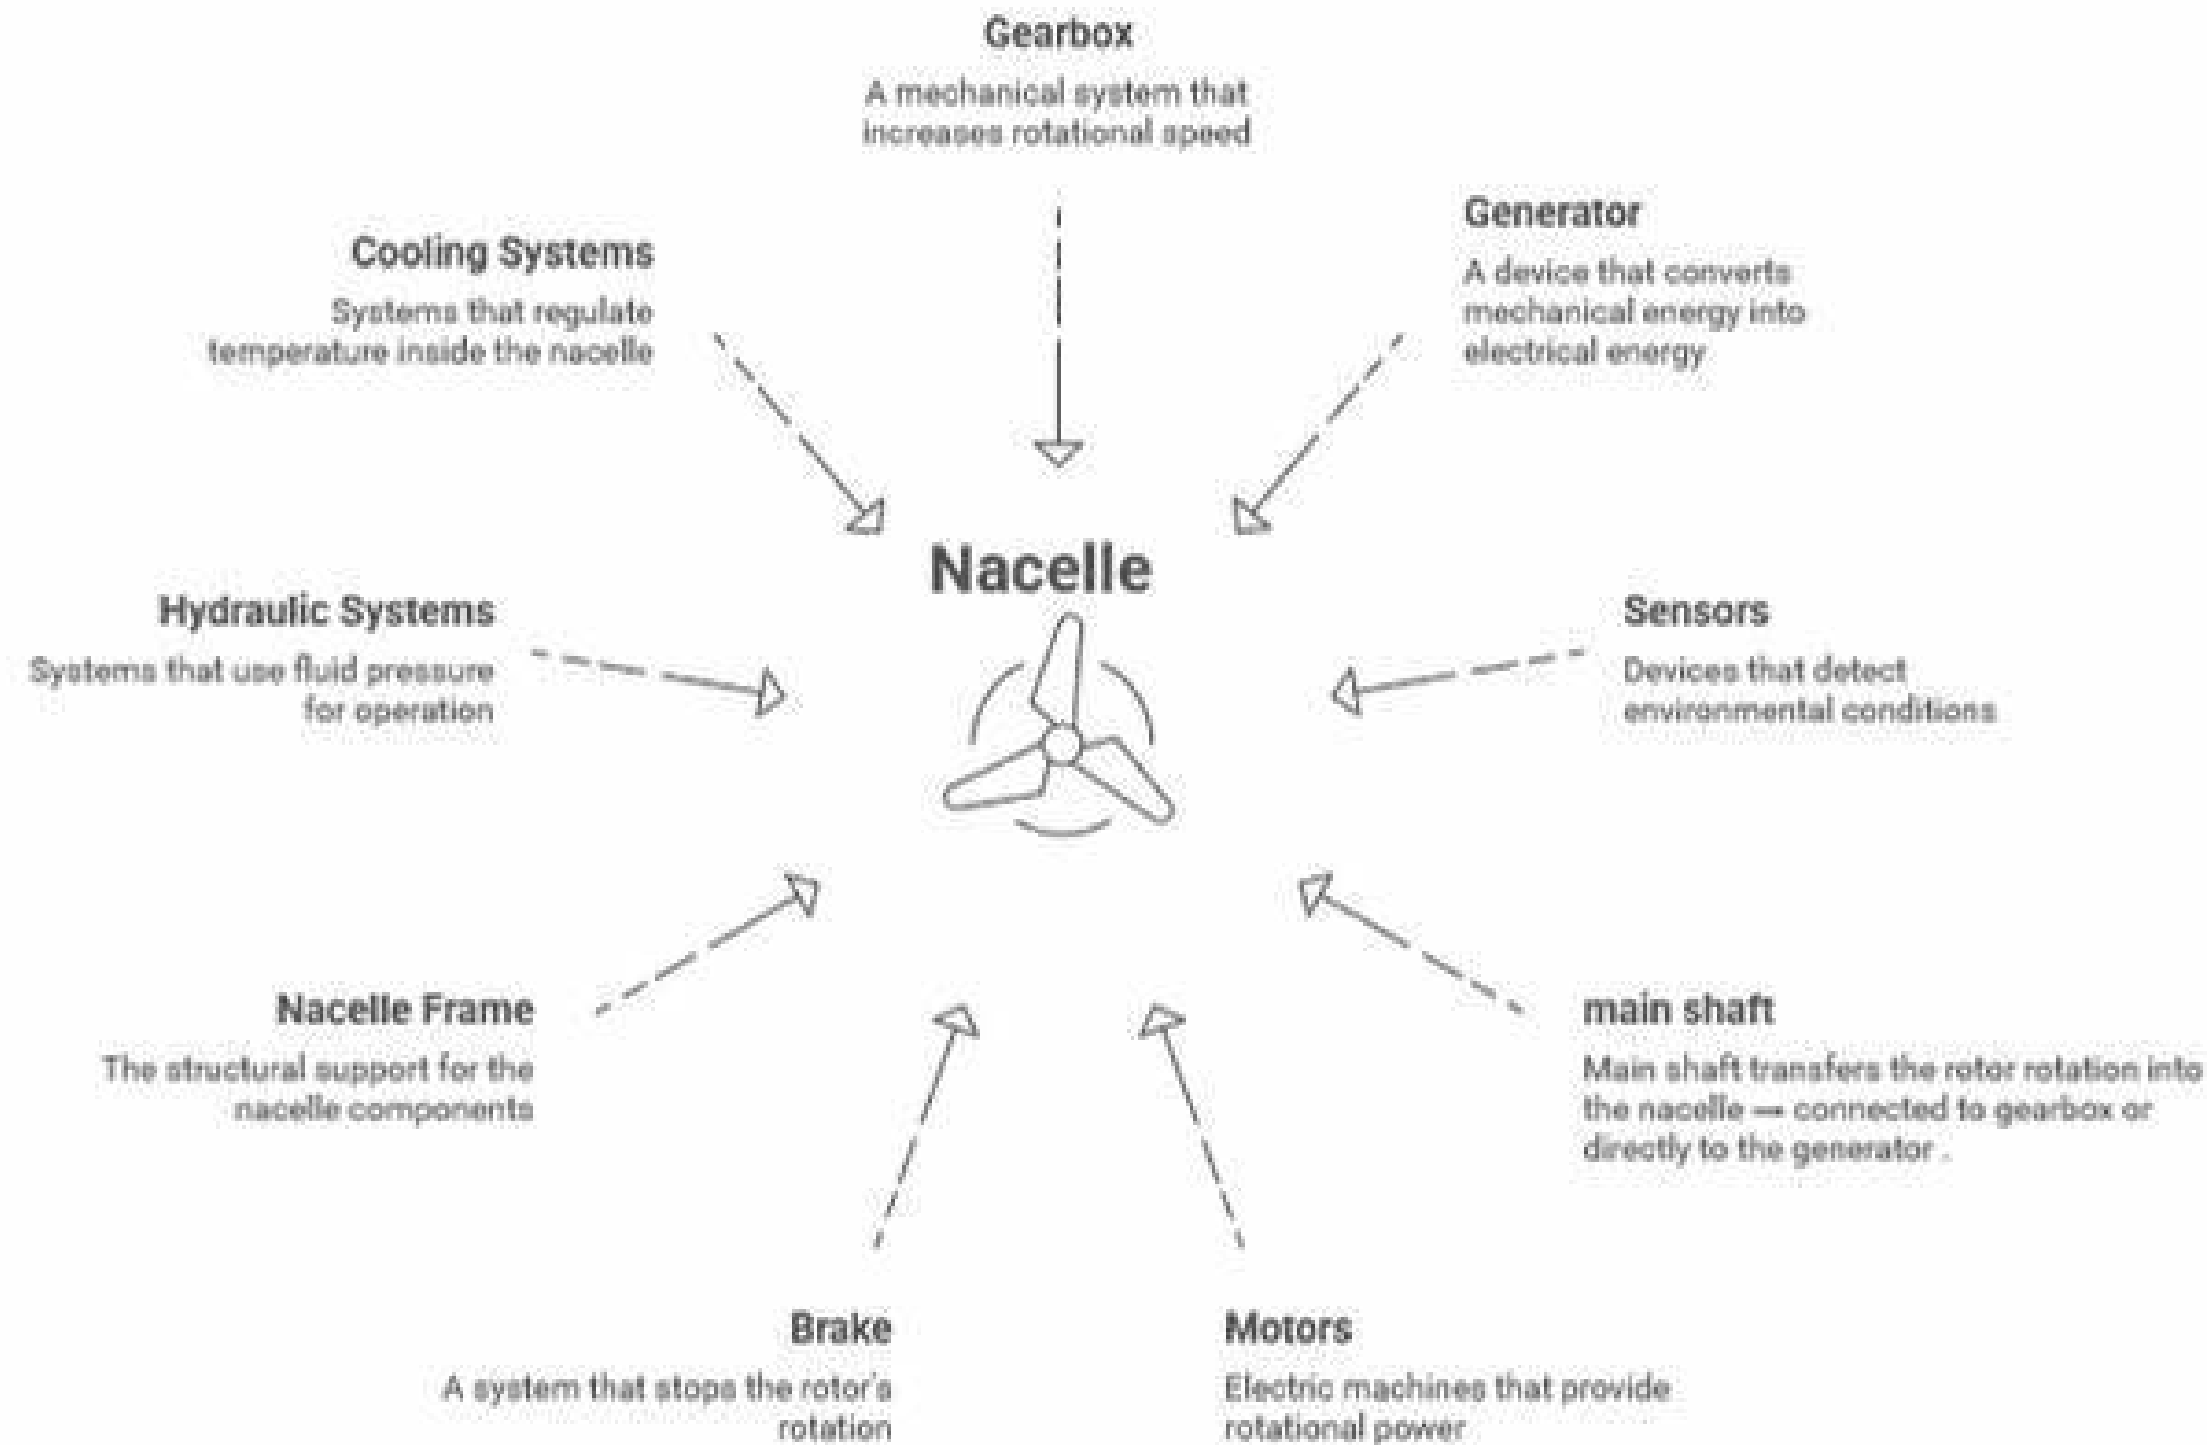 Gearbox
A mechanical system that
increases rotational speed
Generator
A device that converts
mechanical energy into
electrical energy
Cooling Systems
Systems that regulate
temperature inside the nacelle
Nacelle
Hydraulic Systems
Systems that use fluid pressure
for operation
Sensors
Devices that detect
environmental conditions
Nacelle Frame
The structural support for the
nacelle components
main shaft
Main shaft transfers the rotor rotation into
the nacelle → connected to gearbox or
directly to the generator .
Brake
A system that stops the rotor's
rotation
Motors
Electric machines that provide
rotational power